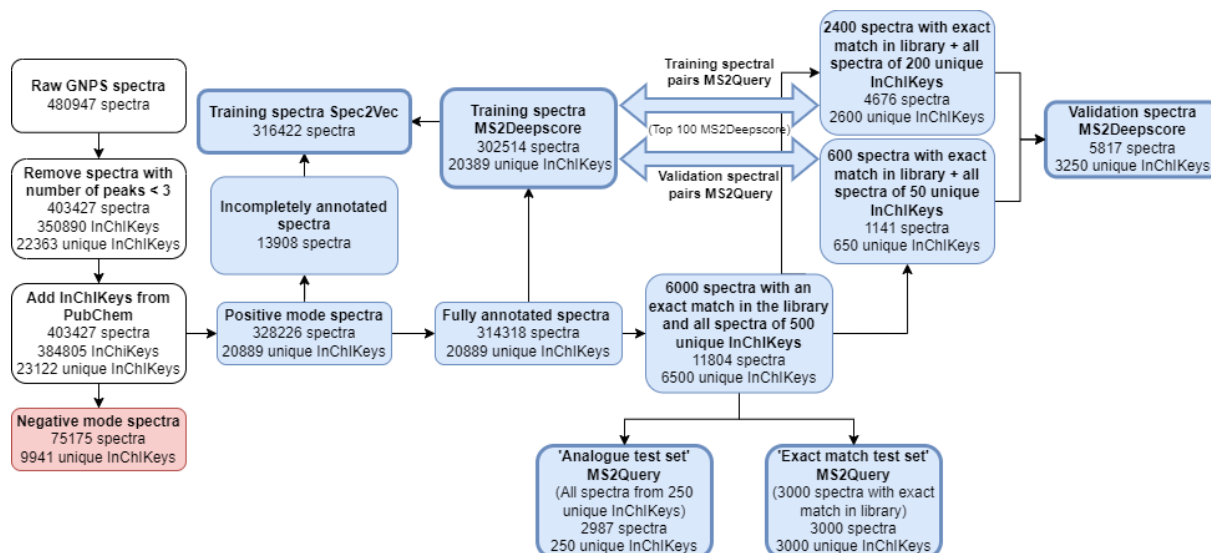 Raw GNPS spectra
480947 spectra
Remove spectra with
number of peaks < 3
403427 spectra
350890 InChIKeys
22363 unique InChIKeys
Add InChIKeys from
PubChem
403427 spectra
384805 InChIKeys
23122 unique InChIKeys
Negative mode spectra
75175 spectra
9941 unique InChIKeys
Training spectra Spec2Vec
316422 spectra
Incompletely annotated
spectra
13908 spectra
Positive mode spectra
328226 spectra
20889 unique InChIKeys
Training spectra
MS2Deepscore
302514 spectra
20389 unique InChIKeys
Fully annotated spectra
314318 spectra
20889 unique InChIKeys
Training spectral
pairs MS2Query
(Top 100 MS2Deepscore)
Validation spectral
pairs MS2Query
2400 spectra with exact
match in library + all
spectra of 200 unique
InChIKeys
4676 spectra
2600 unique InChIKeys
600 spectra with exact
match in library + all
spectra of 50 unique
InChIKeys
1141 spectra
650 unique InChIKeys
Validation spectra
MS2Deepscore
5817 spectra
3250 unique InChIKeys
6000 spectra with an
exact match in the library
and all spectra of 500
unique InChIKeys
11804 spectra
6500 unique InChIKeys
'Analogue test set'
MS2Query
(All spectra from 250
unique InChIKeys)
2987 spectra
250 unique InChIKeys
'Exact match test set'
MS2Query
(3000 spectra with exact
match in library)
3000 spectra
3000 unique InChIKeys